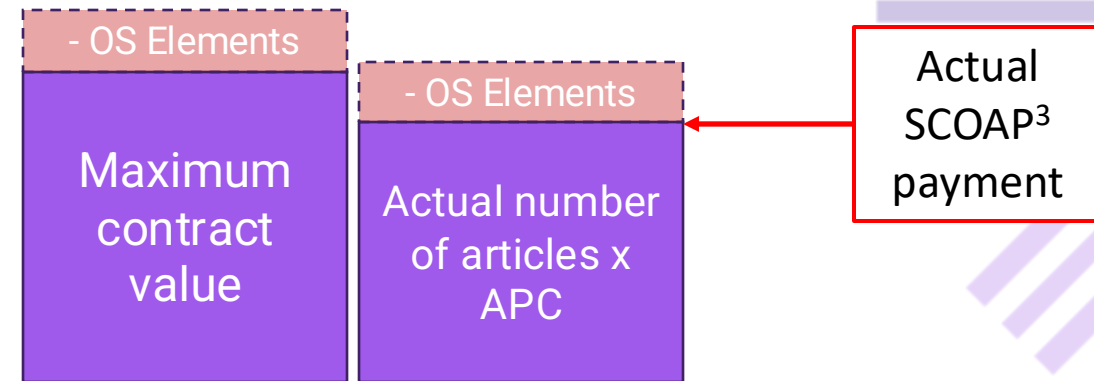 - OS Elements
Maximum
contract
value
- OS Elements
Actual number
of articles x
APC
Actual
SCOAP³
payment